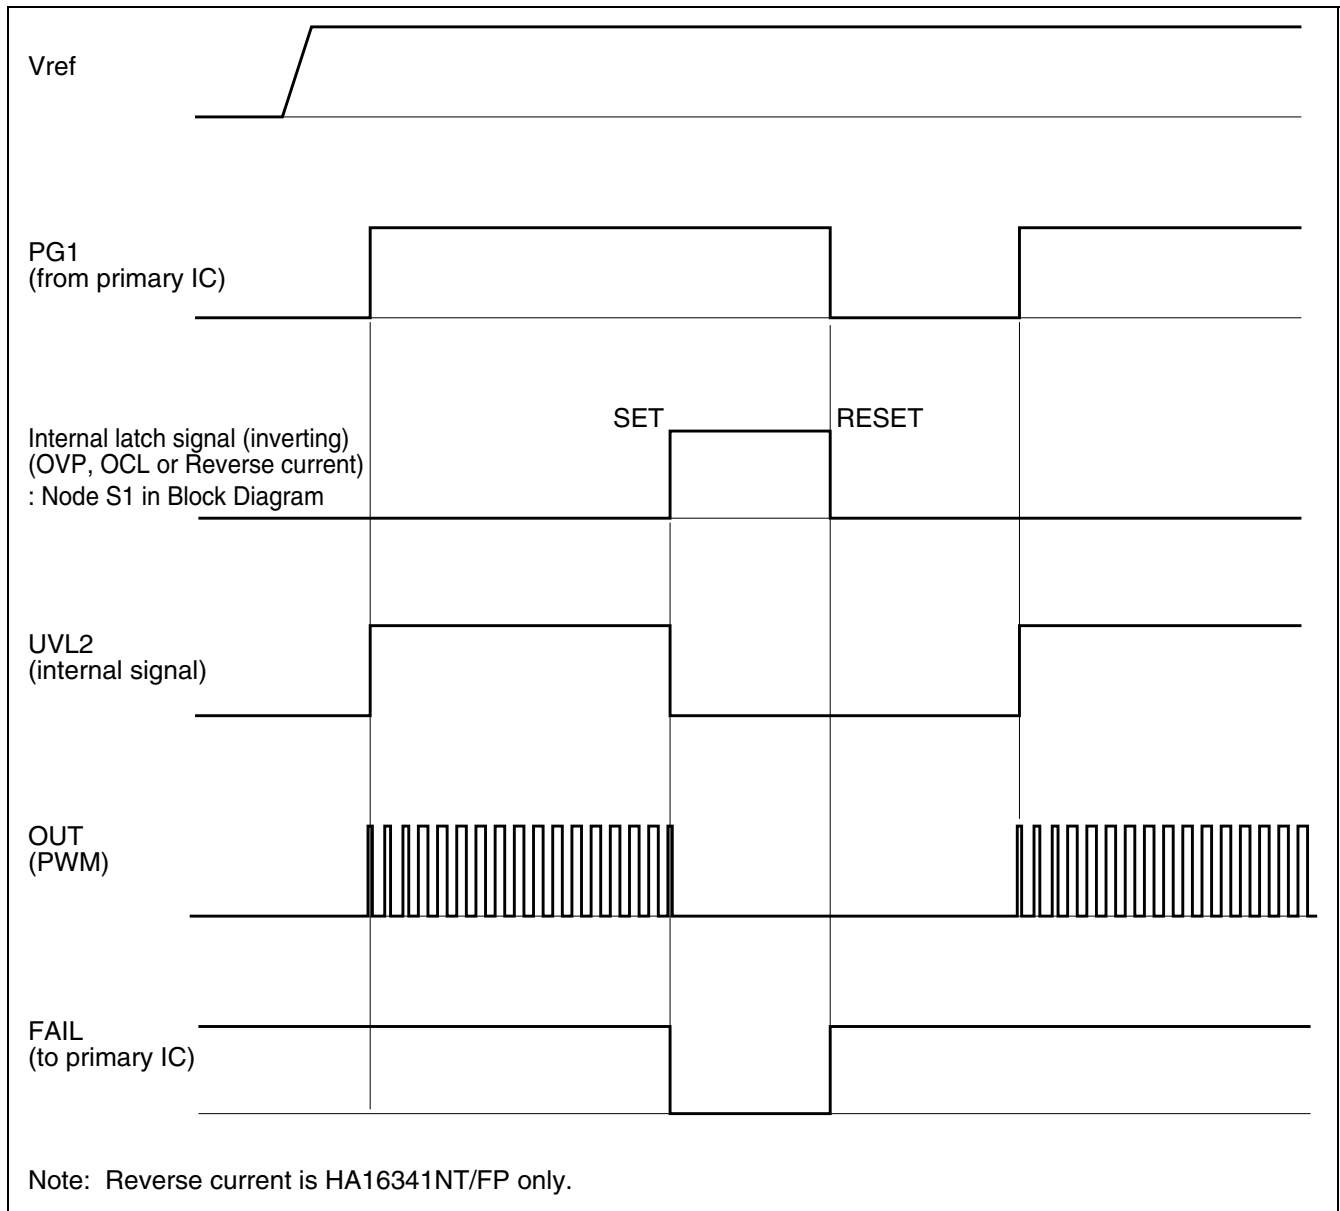 Vref
PG1
(from primary IC)
SET
RESET
Internal latch signal (inverting)
(OVP, OCL or Reverse current)
: Node S1 in Block Diagram
UVL2
(internal signal)
OUT
(PWM)
FAIL
(to primary IC)
Note: Reverse current is HA16341NT/FP only.